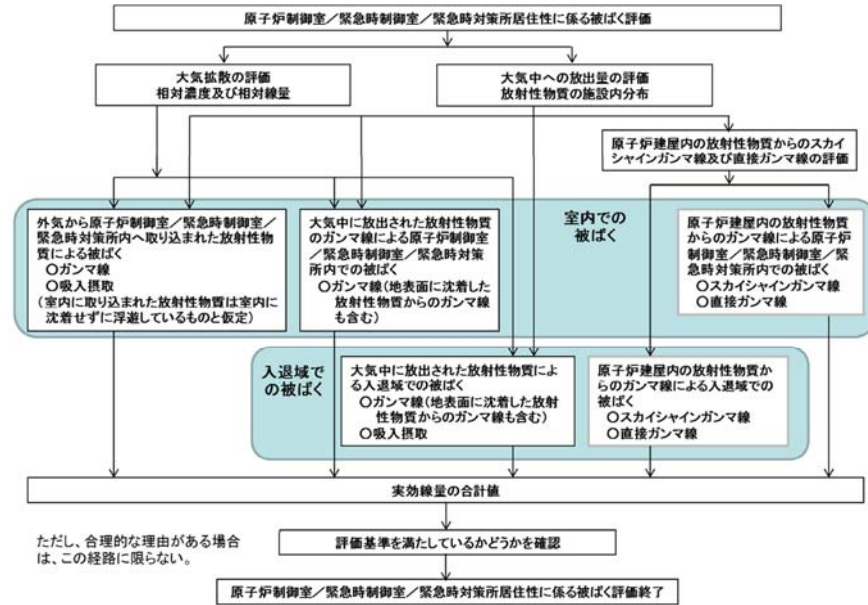 原子炉制御室／緊急時制御室／緊急時対策所居住性に係る被ばく評価
大気拡散の評価
相対濃度及び相対線量
大気中への放出量の評価
放射性物質の施設内分布
原子炉建屋内の放射性物質からのスカイ
シャインガンマ線及び直接ガンマ線の評価
室内での
被ばく
外気から原子炉制御室／緊急時制御室／
緊急時対策所内へ取り込まれた放射性物
質による被ばく
○ガンマ線
○吸入摂取
（室内に取り込まれた放射性物質は室内に
沈着せずに浮遊しているものと仮定）
大気中に放出された放射性物質
のガンマ線による原子炉制御室
／緊急時制御室／緊急時対策
所内での被ばく
○ガンマ線（地表面に沈着した
放射性物質からのガンマ線
も含む）
原子炉建屋内の放射性物質
からのガンマ線による原子炉
制御室／緊急時制御室／緊
急時対策所内での被ばく
○スカイシャインガンマ線
○直接ガンマ線
入退域で
の被ばく
大気中に放出された放射性物質によ
る入退域での被ばく
○ガンマ線（地表面に沈着した放射
性物質からのガンマ線も含む）
○吸入摂取
原子炉建屋内の放射性物質か
らのガンマ線による入退域での
被ばく
○スカイシャインガンマ線
○直接ガンマ線
実効線量の合計値
ただし、合理的な理由がある場合
は、この経路に限らない。
評価基準を満たしているかどうかを確認
原子炉制御室／緊急時制御室／緊急時対策所居住性に係る被ばく評価終了